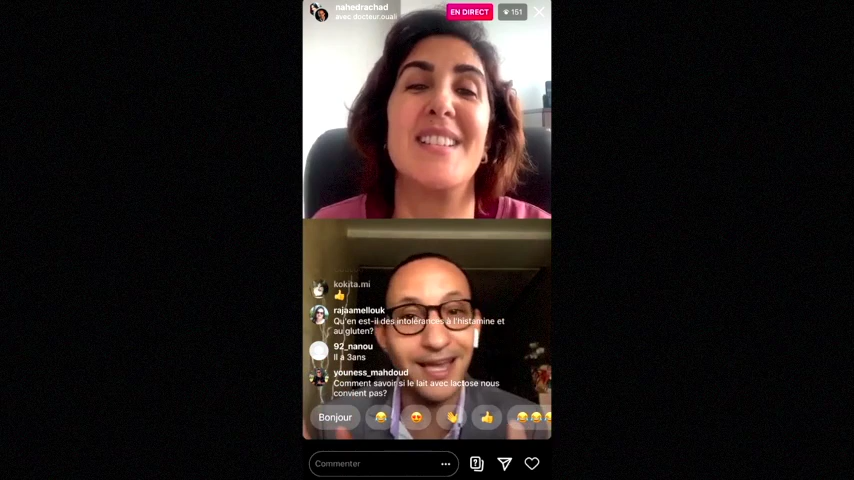 nahedrachad
avec docteur.ouali
EN DIRECT
151
kokita.mi
👍
rajaamellouk
Qu'en est-il des intolérances à l'histamine et
au gluten?
92_nanou
Il a 3ans
youness_mahdoud
Comment savoir si le lait avec lactose nous
convient pas?
Bonjour 😂 😍 👋 👍 😂😂😂
Commenter